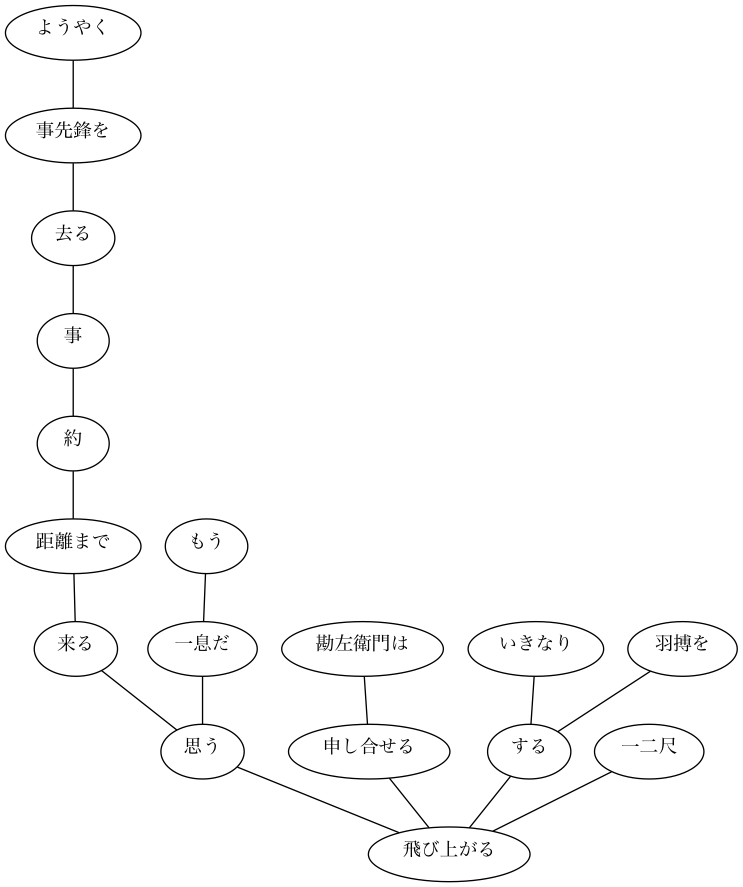 ようやく
事先鋒を
去る
事
約
距離まで
もう
来る
一息だ
勘左衛門は
いきなり
羽搏を
思う
申し合せる
する
一二尺
飛び上がる